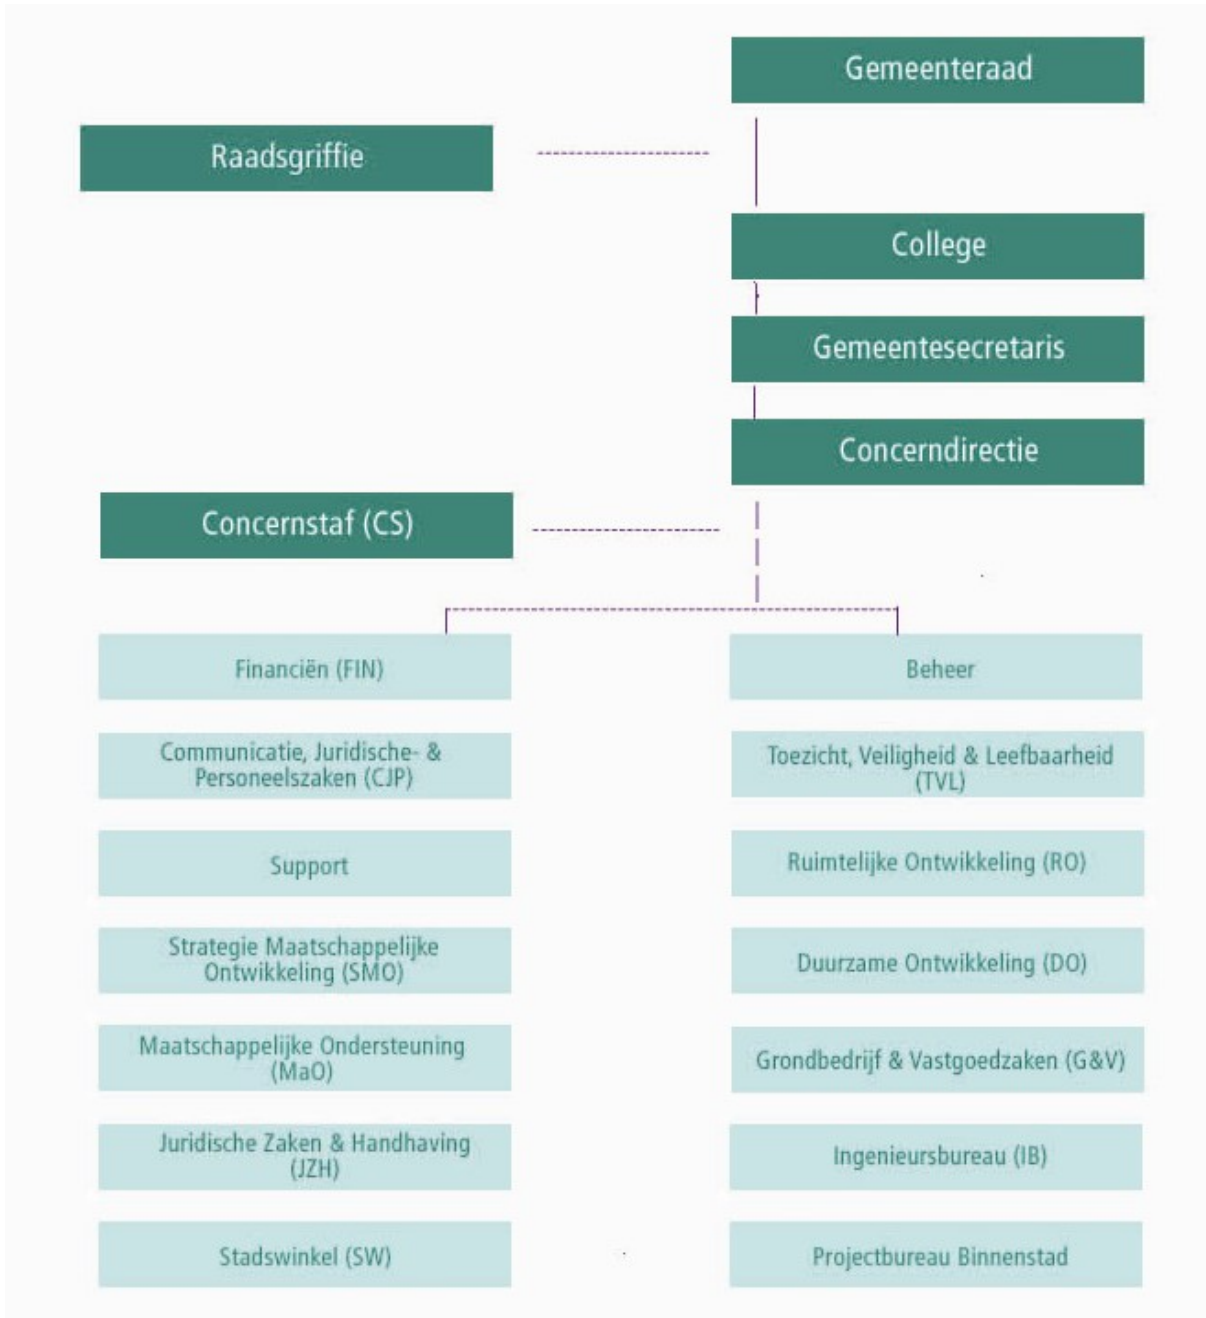 Gemeenteraad
Raadsgriffie
College
Gemeentesecretaris
Concerndirectie
Concernstaf (CS)
Financiën (FIN)
Communicatie, Juridische- &
Personeelszaken (CJP)
Support
Strategie Maatschappelijke
Ontwikkeling (SMO)
Maatschappelijke Ondersteuning
(MaO)
Juridische Zaken & Handhaving
(JZH)
Stadswinkel (SW)
Beheer
Toezicht, Veiligheid & Leefbaarheid
(TVL)
Ruimtelijke Ontwikkeling (RO)
Duurzame Ontwikkeling (DO)
Grondbedrijf & Vastgoedzaken (G&V)
Ingenieursbureau (IB)
Projectbureau Binnenstad